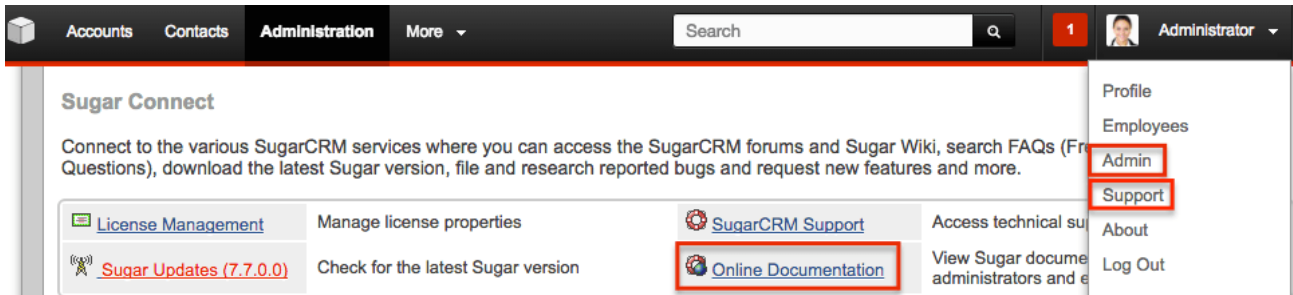 Accounts Contacts Administration More Search 1 Administrator
Profile
Employees
Admin
Support
About
Log Out
Sugar Connect
Connect to the various SugarCRM services where you can access the SugarCRM forums and Sugar Wiki, search FAQs
Questions), download the latest Sugar version, file and research reported bugs and request new features and more.
License Management Manage license properties SugarCRM Support Access technical
Sugar Updates (7.7.0.0) Check for the latest Sugar version Online Documentation View Sugar
administrators and